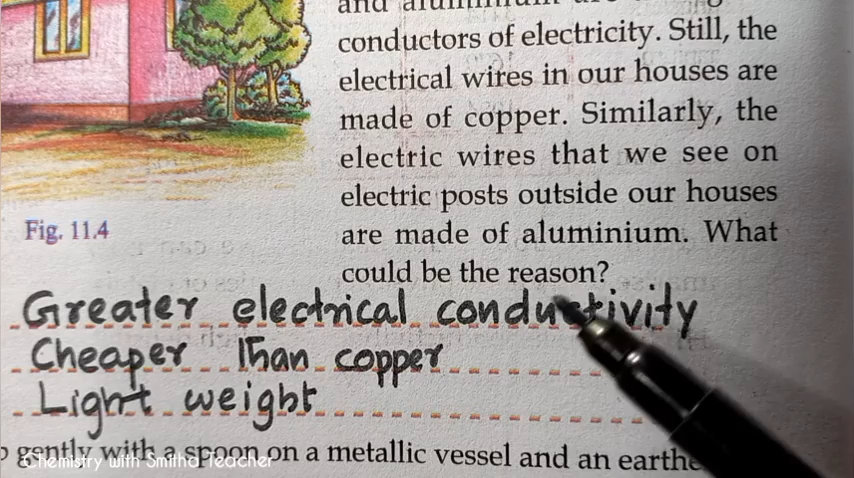 and aluminium are
conductors of electricity. Still, the
electrical wires in our houses are
made of copper. Similarly, the
electric wires that we see on
electric posts outside our houses
are made of aluminium. What
could be the reason?
Fig. 11.4
Greater electrical conductivity
Cheaper Than copper
Light weight
gently with a spoon on a metallic vessel and an earthe
Chemistry with Smitha Teacher